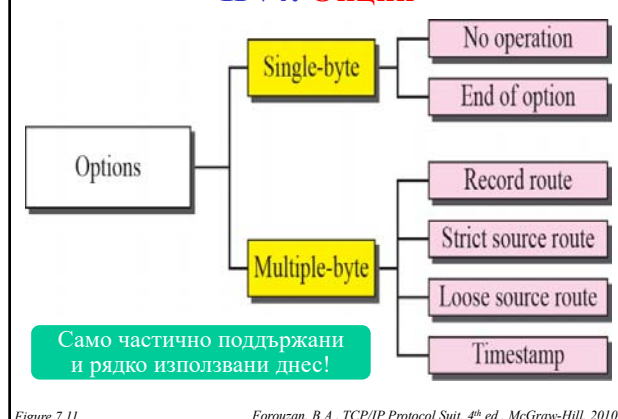 Опции
No operation
Single-byte
End of option
Options
Record route
Strict source route
Multiple-byte
Loose source route
Timestamp
Само частично поддържани
и рядко използвани днес!
Figure 7.11
Forouzan, B.A., TCP/IP Protocol Suit, 4th ed., McGraw-Hill, 2010